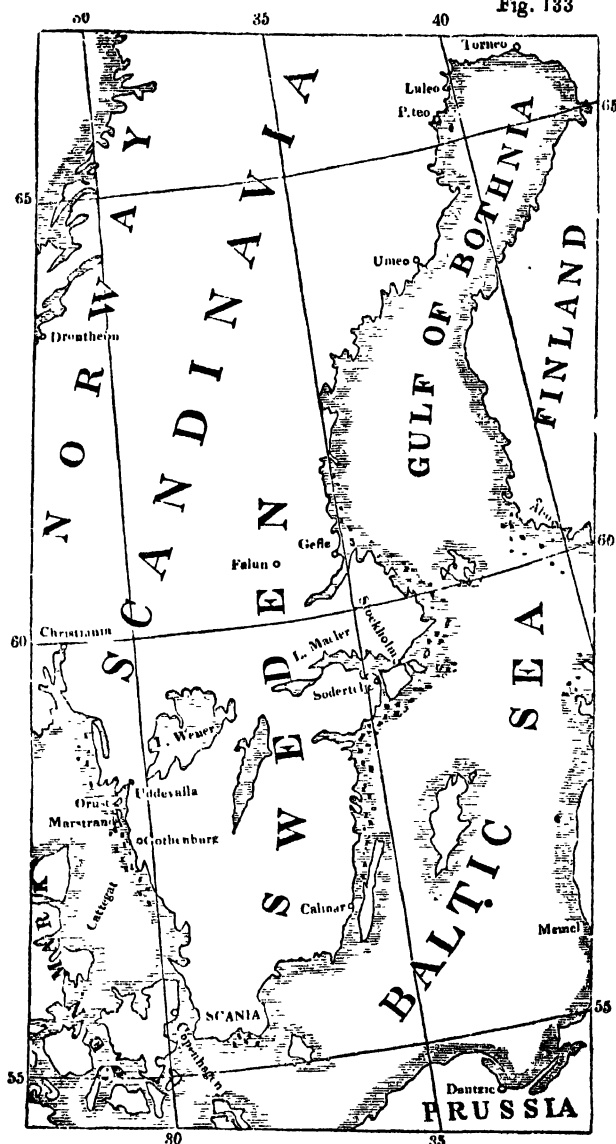 Fig. 133
30
35
40
Torneo
Luleo
P.teo
65
65
NORWAY
SCANDINAVIA
GULF OF BOTHNIA
FINLAND
Umeo
Drontheim
Åbo
Gefle
Falun
60
60
Christiania
Stockholm
L. Maeler
Sodertelje
SWEDEN
L. Wener
Uddevalla
Orust
Marstrand
Gothenburg
Cattegat
BALTIC SEA
Calmar
Memel
SCANIA
Copenhagen
55
55
Dantzic
PRUSSIA
30
35